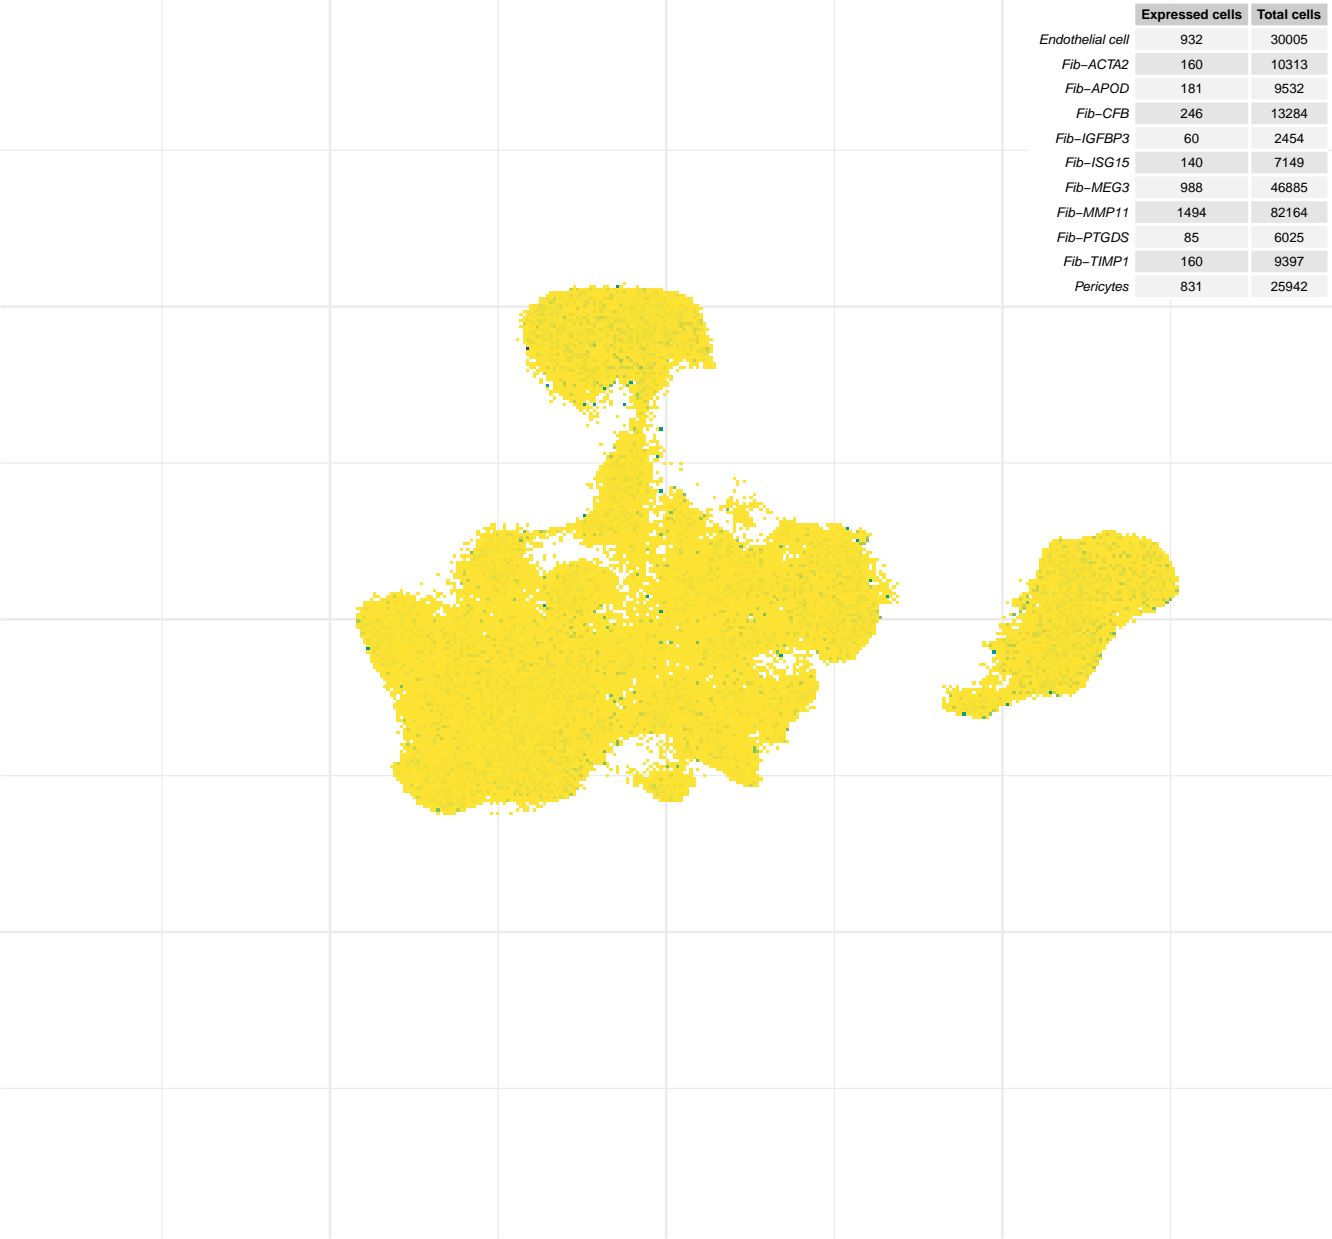 Expressed cells Total cells
Endothelial cell 932 30005
Fib−ACTA2 160 10313
Fib−APOD 181 9532
Fib−CFB 246 13284
Fib−IGFBP3 60 2454
Fib−ISG15 140 7149
Fib−MEG3 988 46885
Fib−MMP11 1494 82164
Fib−PTGDS 85 6025
Fib−TIMP1 160 9397
Pericytes 831 25942